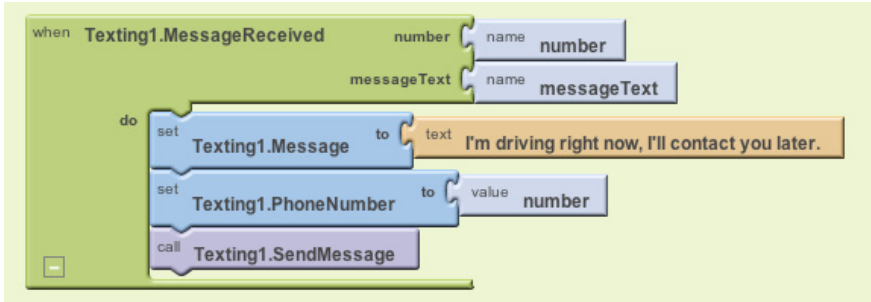 when Texting1.MessageReceived number name number
messageText name messageText
do
set Texting1.Message to text I'm driving right now, I'll contact you later.
set Texting1.PhoneNumber to value number
call Texting1.SendMessage